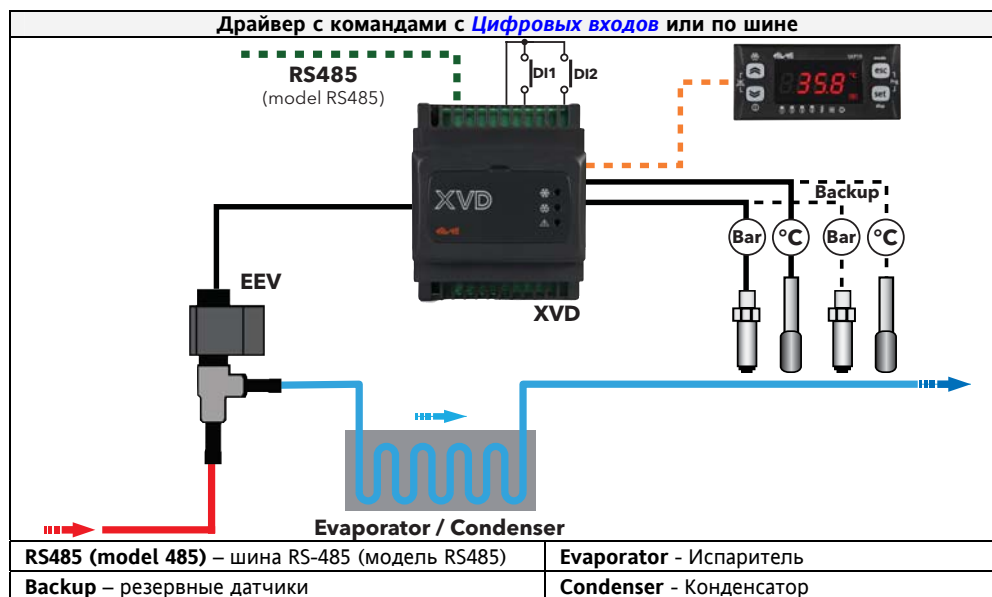 Драйвер с командами с Цифровых входов или по шине
RS485
(model RS485)
DI1
DI2
35.8
°C
esc
set
XVD
Backup
Bar
°C
Bar
°C
EEV
XVD
Evaporator / Condenser
RS485 (model 485) – шина RS-485 (модель RS485)
Evaporator - Испаритель
Backup – резервные датчики
Condenser - Конденсатор